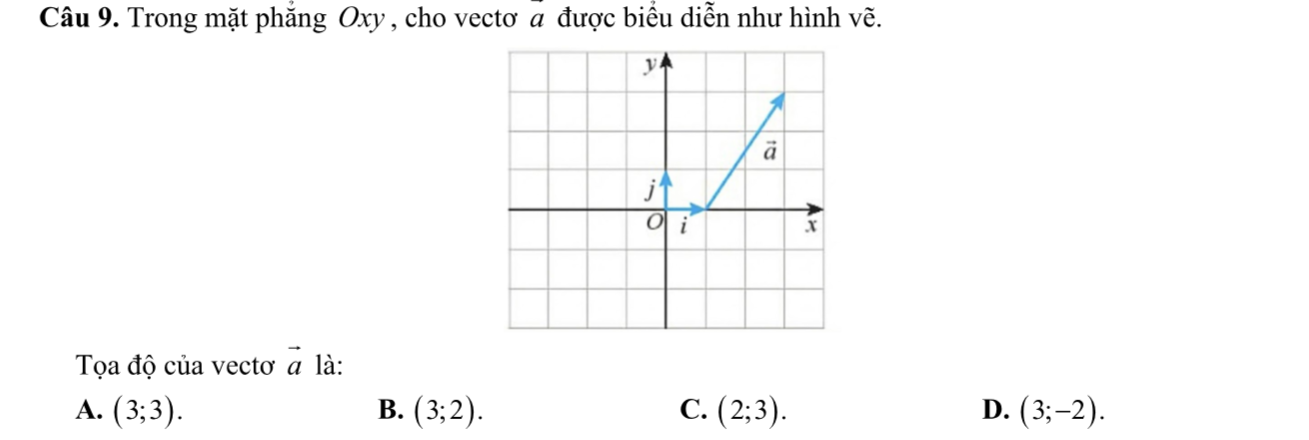 Câu 9. Trong mặt phẳng Oxy, cho vectơ a⃗ được biểu diễn như hình vẽ.
y
a⃗
j
O i x
Tọa độ của vectơ a⃗ là:
A. (3;3). B. (3;2). C. (2;3). D. (3;−2).